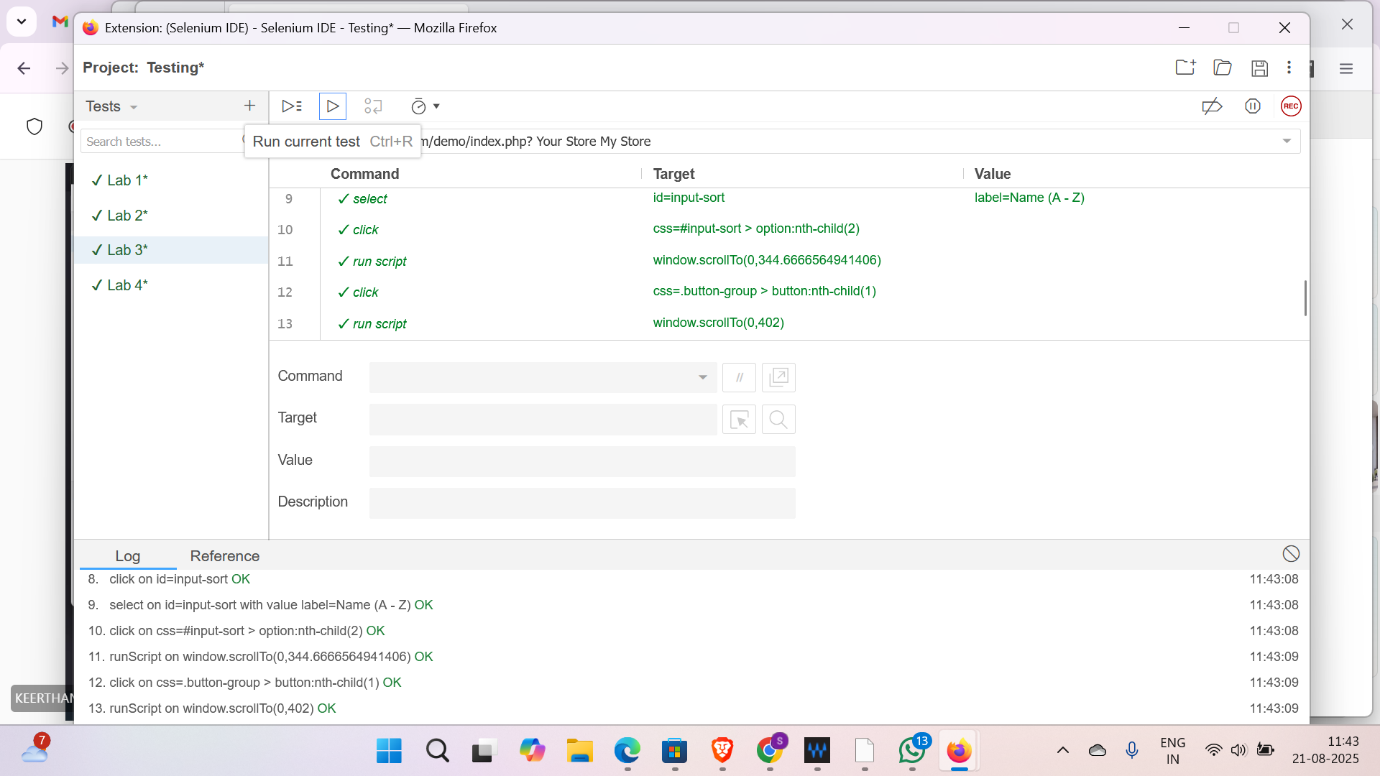 Extension: (Selenium IDE) - Selenium IDE - Testing* — Mozilla Firefox
Project: Testing*
Tests
Search tests...
Run current test Ctrl+R
m/demo/index.php? Your Store My Store
REC
Command Target Value
✓ Lab 1*
✓ Lab 2*
✓ Lab 3*
✓ Lab 4*
9 ✓ select id=input-sort label=Name (A - Z)
10 ✓ click css=#input-sort > option:nth-child(2)
11 ✓ run script window.scrollTo(0,344.6666564941406)
12 ✓ click css=.button-group > button:nth-child(1)
13 ✓ run script window.scrollTo(0,402)
Command //
Target
Value
Description
Log Reference
8. click on id=input-sort OK 11:43:08
9. select on id=input-sort with value label=Name (A - Z) OK 11:43:08
10. click on css=#input-sort > option:nth-child(2) OK 11:43:08
11. runScript on window.scrollTo(0,344.6666564941406) OK 11:43:09
12. click on css=.button-group > button:nth-child(1) OK 11:43:09
13. runScript on window.scrollTo(0,402) OK 11:43:09
KEERTHAN
7
S
13
ENG
IN
11:43
21-08-2025